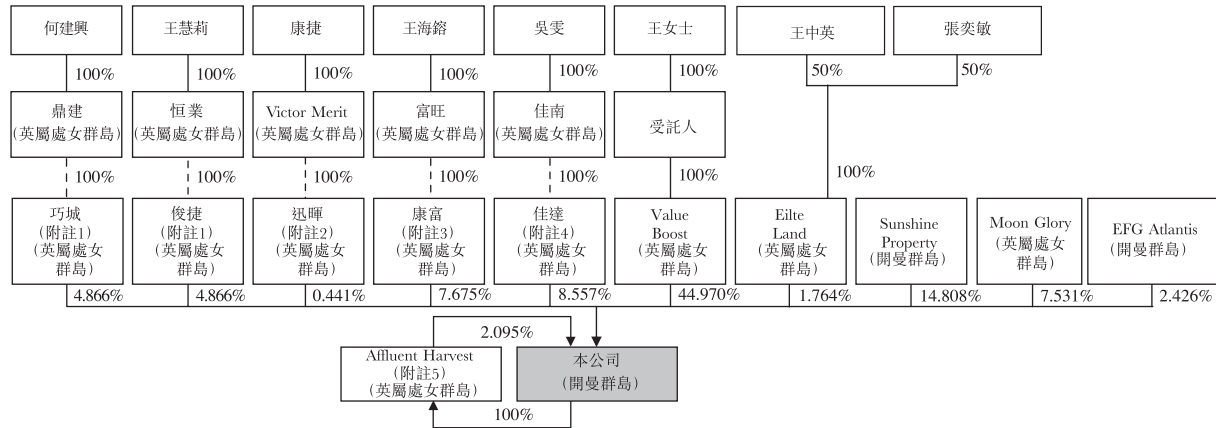 何建興
王慧莉
康捷
王海鎔
吳雯
王女士
王中英
張奕敏
100%
100%
100%
100%
100%
100%
50%
50%
鼎建
(英屬處女群島)
恒業
(英屬處女群島)
Victor Merit
(英屬處女群島)
富旺
(英屬處女群島)
佳南
(英屬處女群島)
受託人
100%
100%
100%
100%
100%
100%
100%
巧城
(附註1)
(英屬處女
群島)
俊捷
(附註1)
(英屬處女
群島)
迅暉
(附註2)
(英屬處女
群島)
康富
(附註3)
(英屬處女
群島)
佳達
(附註4)
(英屬處女
群島)
Value
Boost
(英屬處女
群島)
Eilte
Land
(英屬處女
群島)
Sunshine
Property
(開曼群島)
Moon Glory
(英屬處女
群島)
EFG Atlantis
(開曼群島)
4.866%
4.866%
0.441%
7.675%
8.557%
44.970%
1.764%
14.808%
7.531%
2.426%
2.095%
Affluent Harvest
(附註5)
(英屬處女群島)
本公司
(開曼群島)
100%